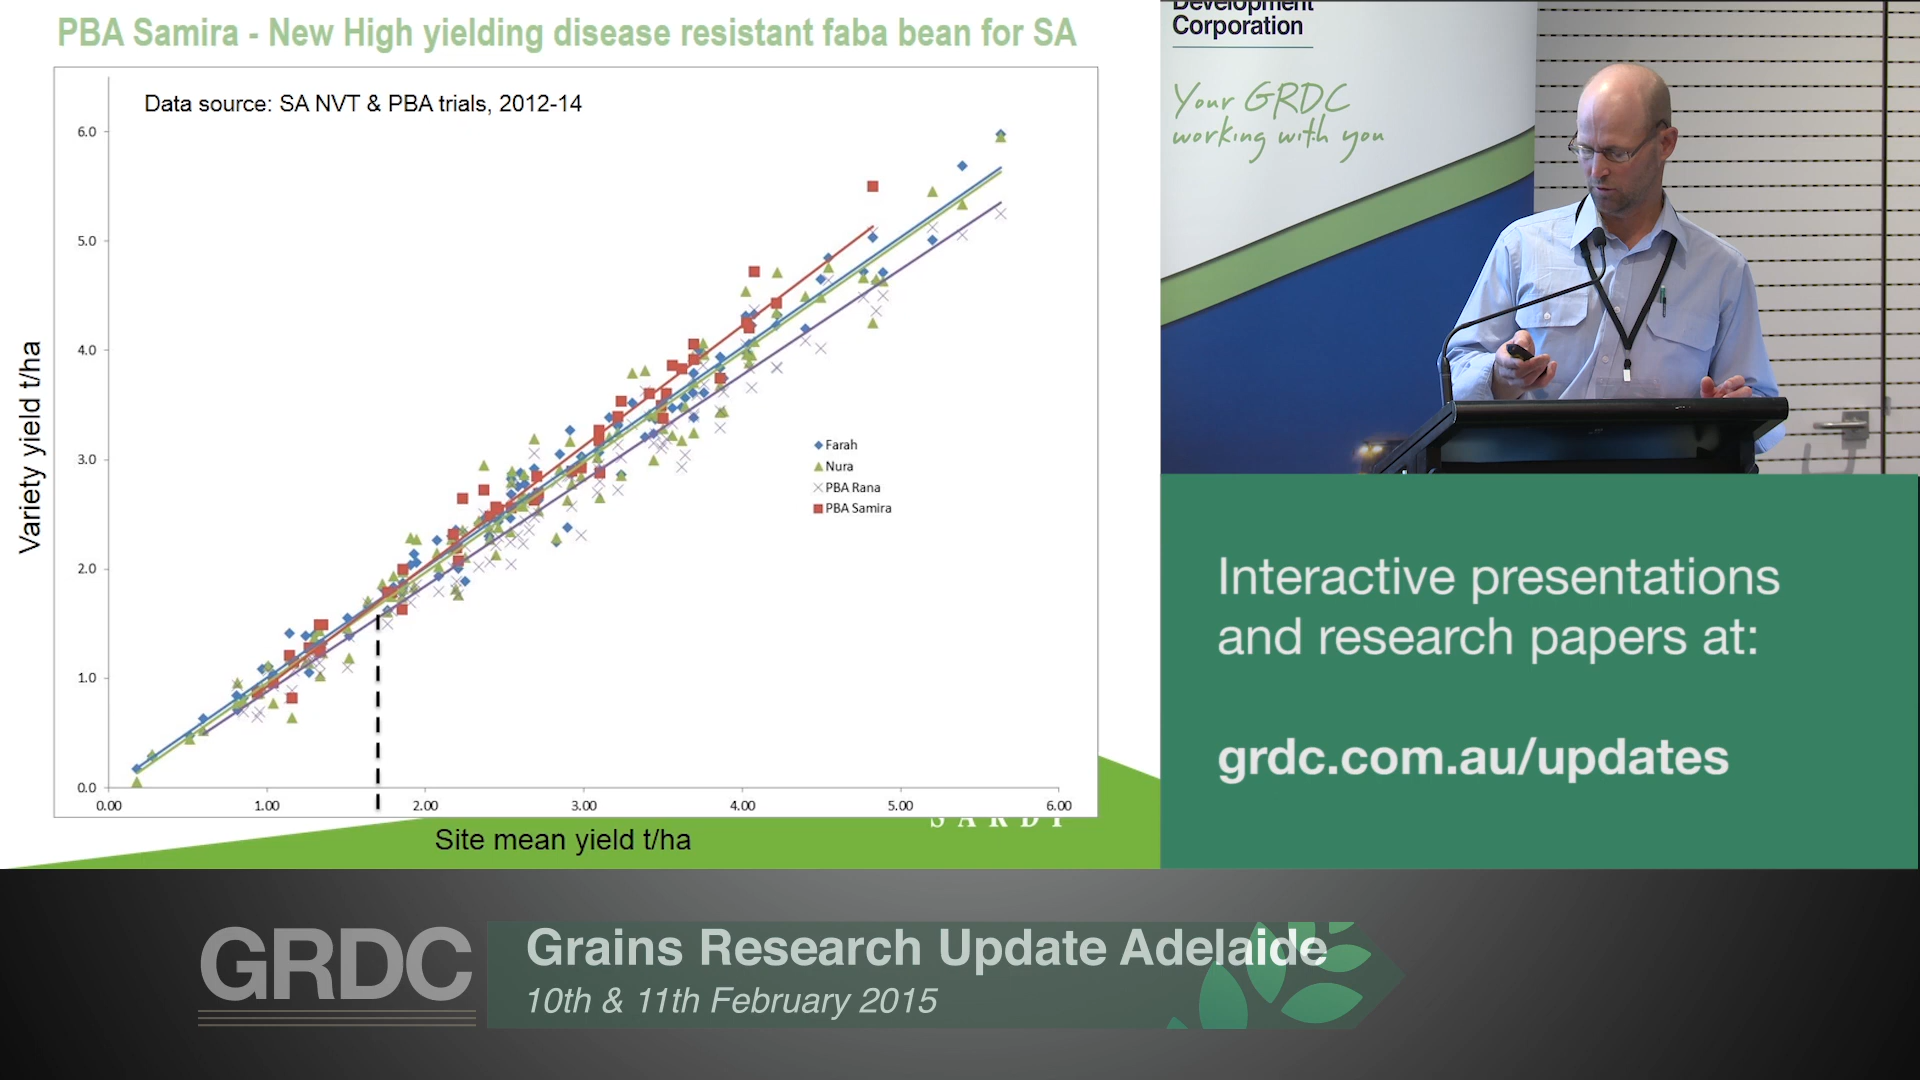 PBA Samira - New High yielding disease resistant faba bean for SA
Data source: SA NVT & PBA trials, 2012-14
6.0
5.0
4.0
3.0
2.0
1.0
0.0
Variety yield t/ha
Farah
Nura
PBA Rana
PBA Samira
0.00 1.00 2.00 3.00 4.00 5.00 6.00
Site mean yield t/ha
SARDI
Development
Corporation
Your GRDC
working with you
Interactive presentations
and research papers at:
grdc.com.au/updates
GRDC
Grains Research Update Adelaide
10th & 11th February 2015